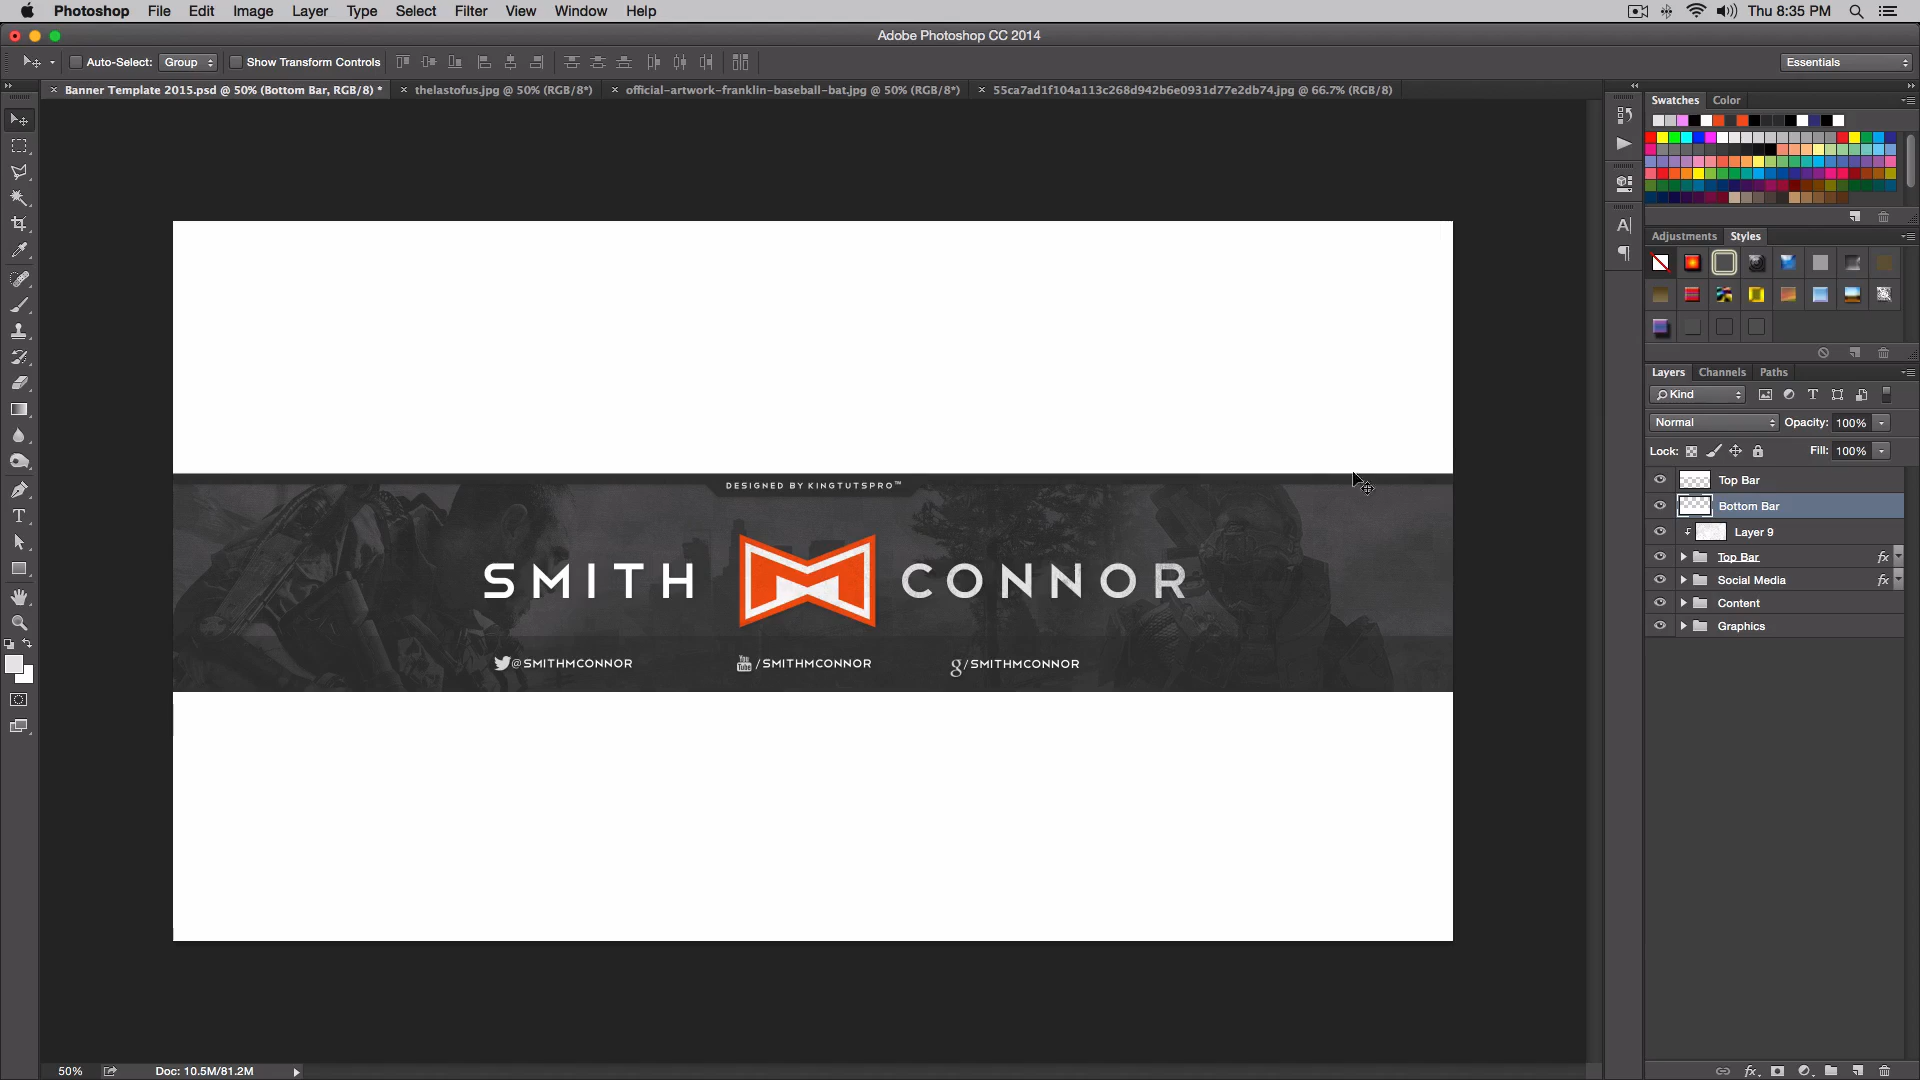 Photoshop File Edit Image Layer Type Select Filter View Window Help Thu 8:35 PM
Adobe Photoshop CC 2014
Auto-Select: Group Show Transform Controls Essentials
Banner Template 2015.psd @ 50% (Bottom Bar, RGB/8) * thelastofus.jpg @ 50% (RGB/8*) official-artwork-franklin-baseball-bat.jpg @ 50% (RGB/8*) 55ca7ad1f104a113c268d942b6e0931d77e2db74.jpg @ 66.7% (RGB/8)
Swatches Color
Adjustments Styles
Layers Channels Paths
Kind
Normal Opacity: 100%
Lock: Fill: 100%
Top Bar
Bottom Bar
Layer 9
Top Bar fx
Social Media fx
Content
Graphics
DESIGNED BY KINGTUTSPRO™
SMITH CONNOR
@SMITHMCONNOR You Tube /SMITHMCONNOR g/SMITHMCONNOR
50% Doc: 10.5M/81.2M fx